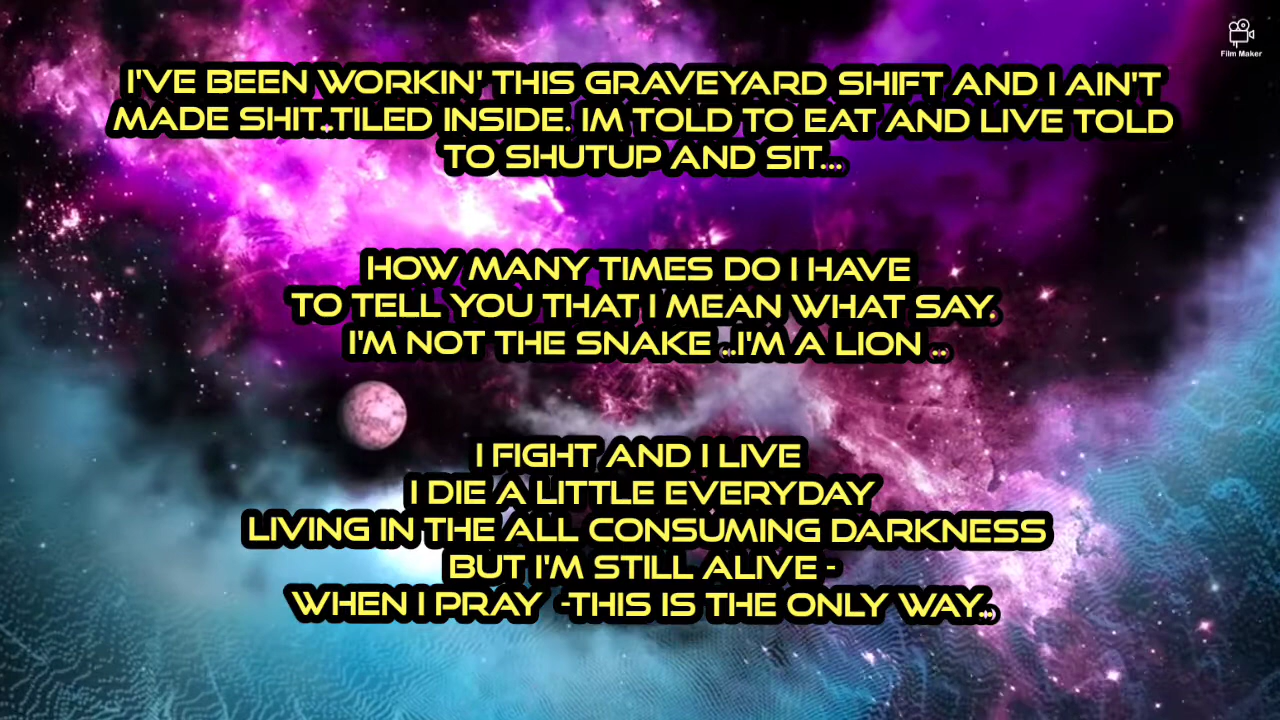 Film Maker
I'VE BEEN WORKIN' THIS GRAVEYARD SHIFT AND I AIN'T
MADE SHIT..TILED INSIDE. IM TOLD TO EAT AND LIVE TOLD
TO SHUTUP AND SIT...
HOW MANY TIMES DO I HAVE
TO TELL YOU THAT I MEAN WHAT SAY.
I'M NOT THE SNAKE ..I'M A LION ..
I FIGHT AND I LIVE
I DIE A LITTLE EVERYDAY
LIVING IN THE ALL CONSUMING DARKNESS
BUT I'M STILL ALIVE -
WHEN I PRAY -THIS IS THE ONLY WAY..